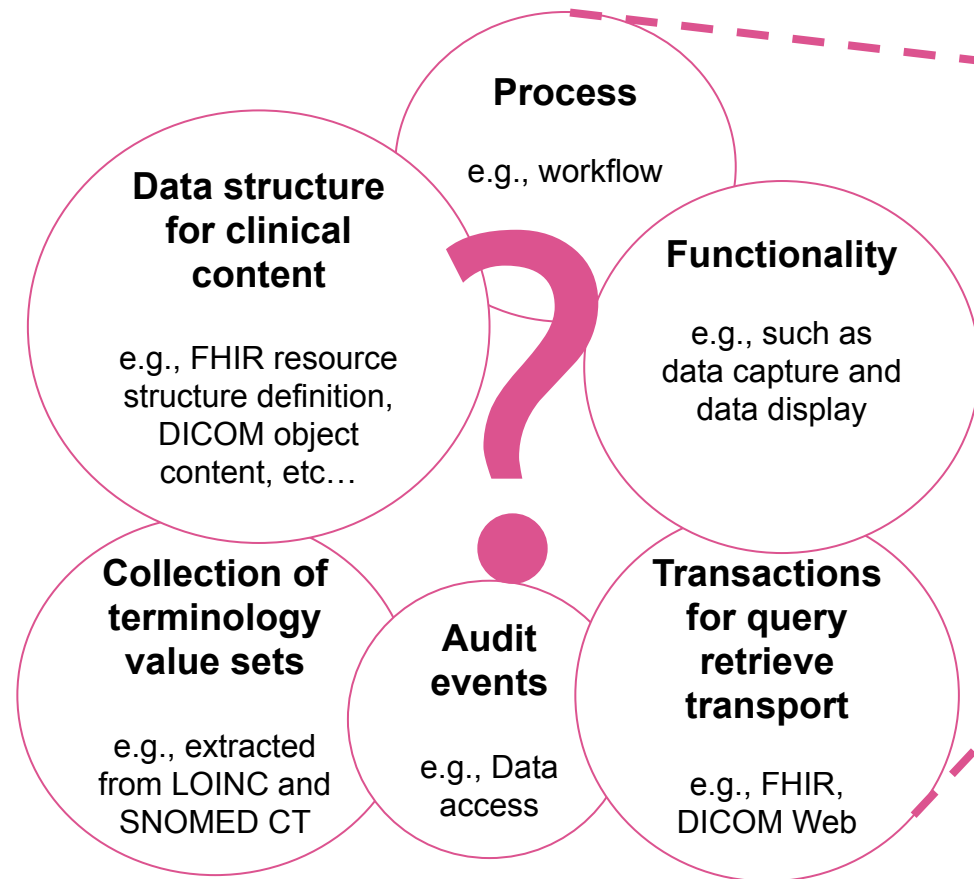 Process
e.g., workflow
Data structure
for clinical
content
e.g., FHIR resource
structure definition,
DICOM object
content, etc…
?
Functionality
e.g., such as
data capture and
data display
Collection of
terminology
value sets
e.g., extracted
from LOINC and
SNOMED CT
Audit
events
e.g., Data
access
Transactions
for query
retrieve
transport
e.g., FHIR,
DICOM Web